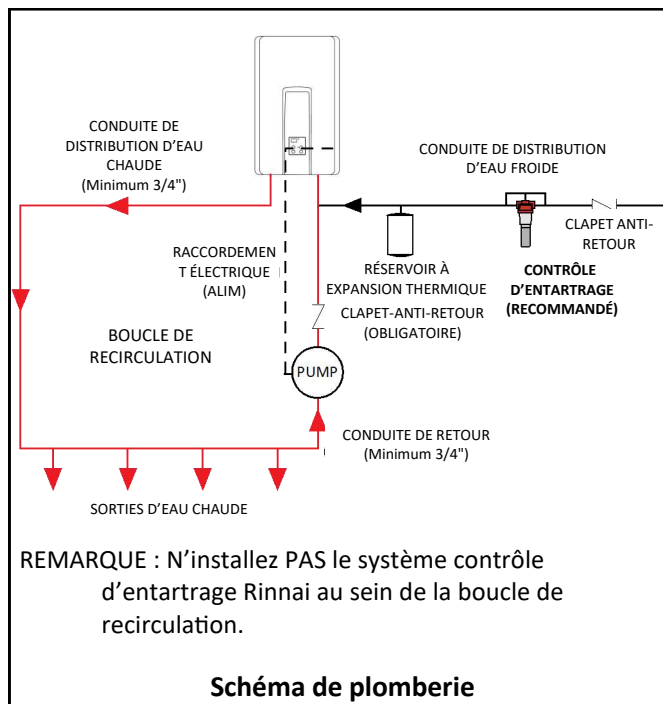 CONDUITE DE
DISTRIBUTION D'EAU
CHAUDE
(Minimum 3/4")
CONDUITE DE DISTRIBUTION
D'EAU FROIDE
CLAPET ANTI-
RETOUR
RACCORDEMEN
T ÉLECTRIQUE
(ALIM)
RÉSERVOIR À
EXPANSION THERMIQUE
CONTRÔLE
D'ENTARTRAGE
(RECOMMANDÉ)
CLAPET-ANTI-RETOUR
(OBLIGATOIRE)
BOUCLE DE
RECIRCULATION
PUMP
CONDUITE DE RETOUR
(Minimum 3/4")
SORTIES D'EAU CHAUDE
REMARQUE : N'installez PAS le système contrôle
d'entartrage Rinnai au sein de la boucle de
recirculation.
Schéma de plomberie